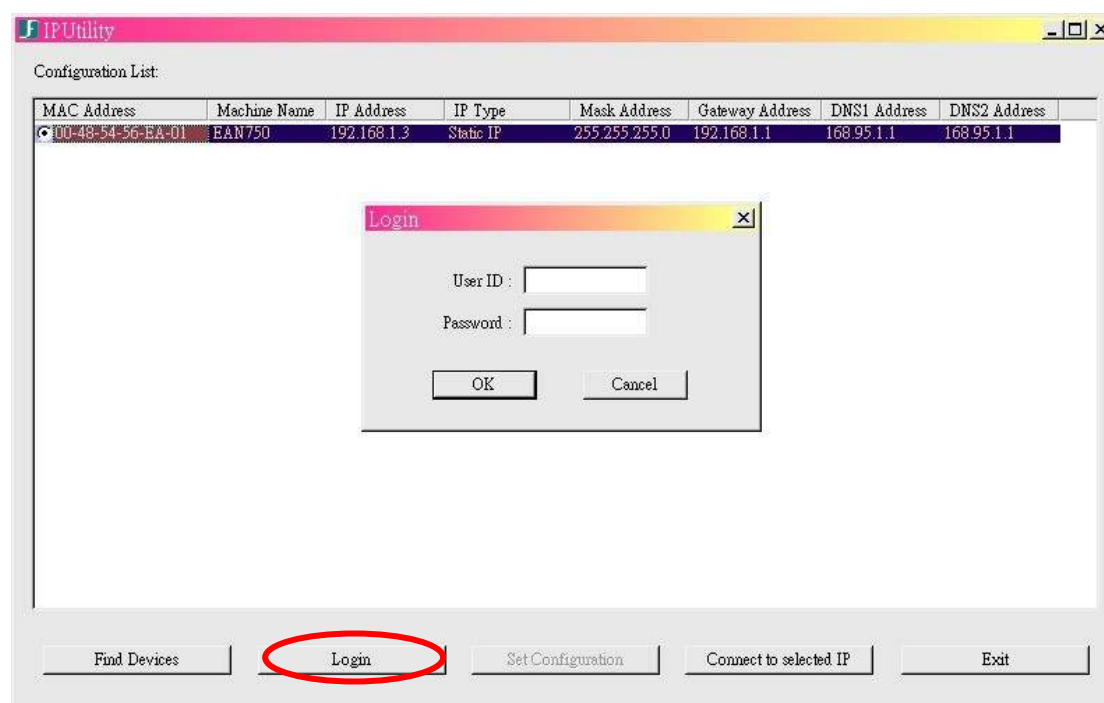 IPUtility
Configuration List:
MAC Address Machine Name IP Address IP Type Mask Address Gateway Address DNS1 Address DNS2 Address
00-48-54-56-EA-01 EAN750 192.168.1.3 Static IP 255.255.255.0 192.168.1.1 168.95.1.1 168.95.1.1
Login
User ID :
Password :
OK Cancel
Find Devices Login Set Configuration Connect to selected IP Exit